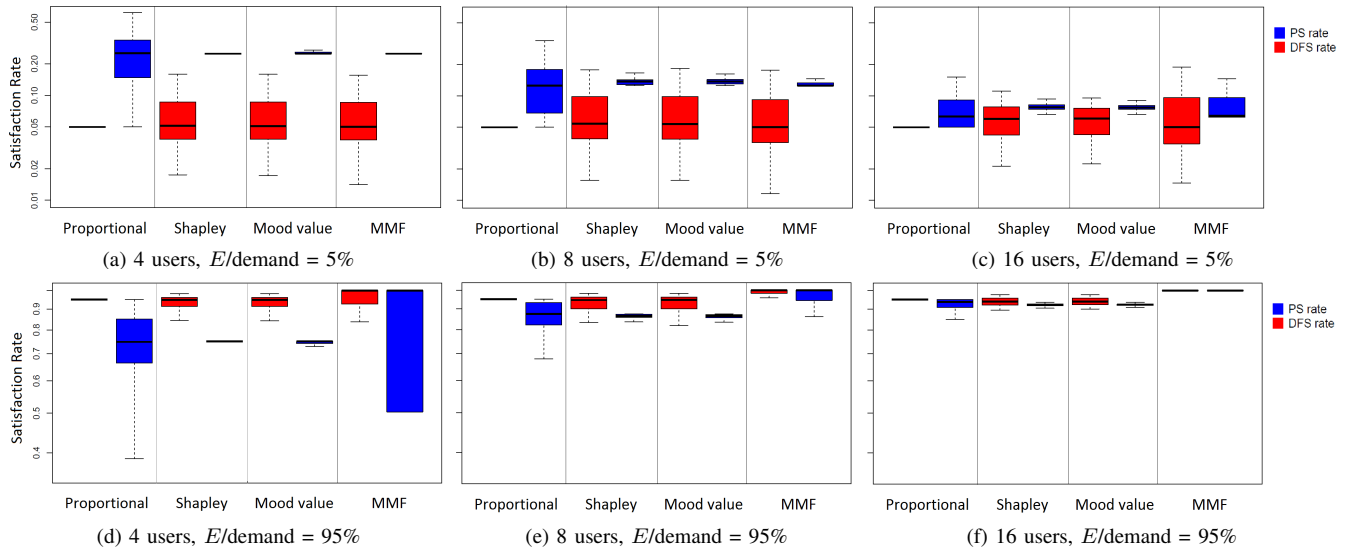 Satisfaction Rate
0.50
0.20
0.10
0.05
0.02
0.01
PS rate
DFS rate
Proportional Shapley Mood value MMF
Proportional Shapley Mood value MMF
Proportional Shapley Mood value MMF
(a) 4 users, E/demand = 5%
(b) 8 users, E/demand = 5%
(c) 16 users, E/demand = 5%
Satisfaction Rate
0.9
0.8
0.7
0.6
0.5
0.4
PS rate
DFS rate
Proportional Shapley Mood value MMF
Proportional Shapley Mood value MMF
Proportional Shapley Mood value MMF
(d) 4 users, E/demand = 95%
(e) 8 users, E/demand = 95%
(f) 16 users, E/demand = 95%